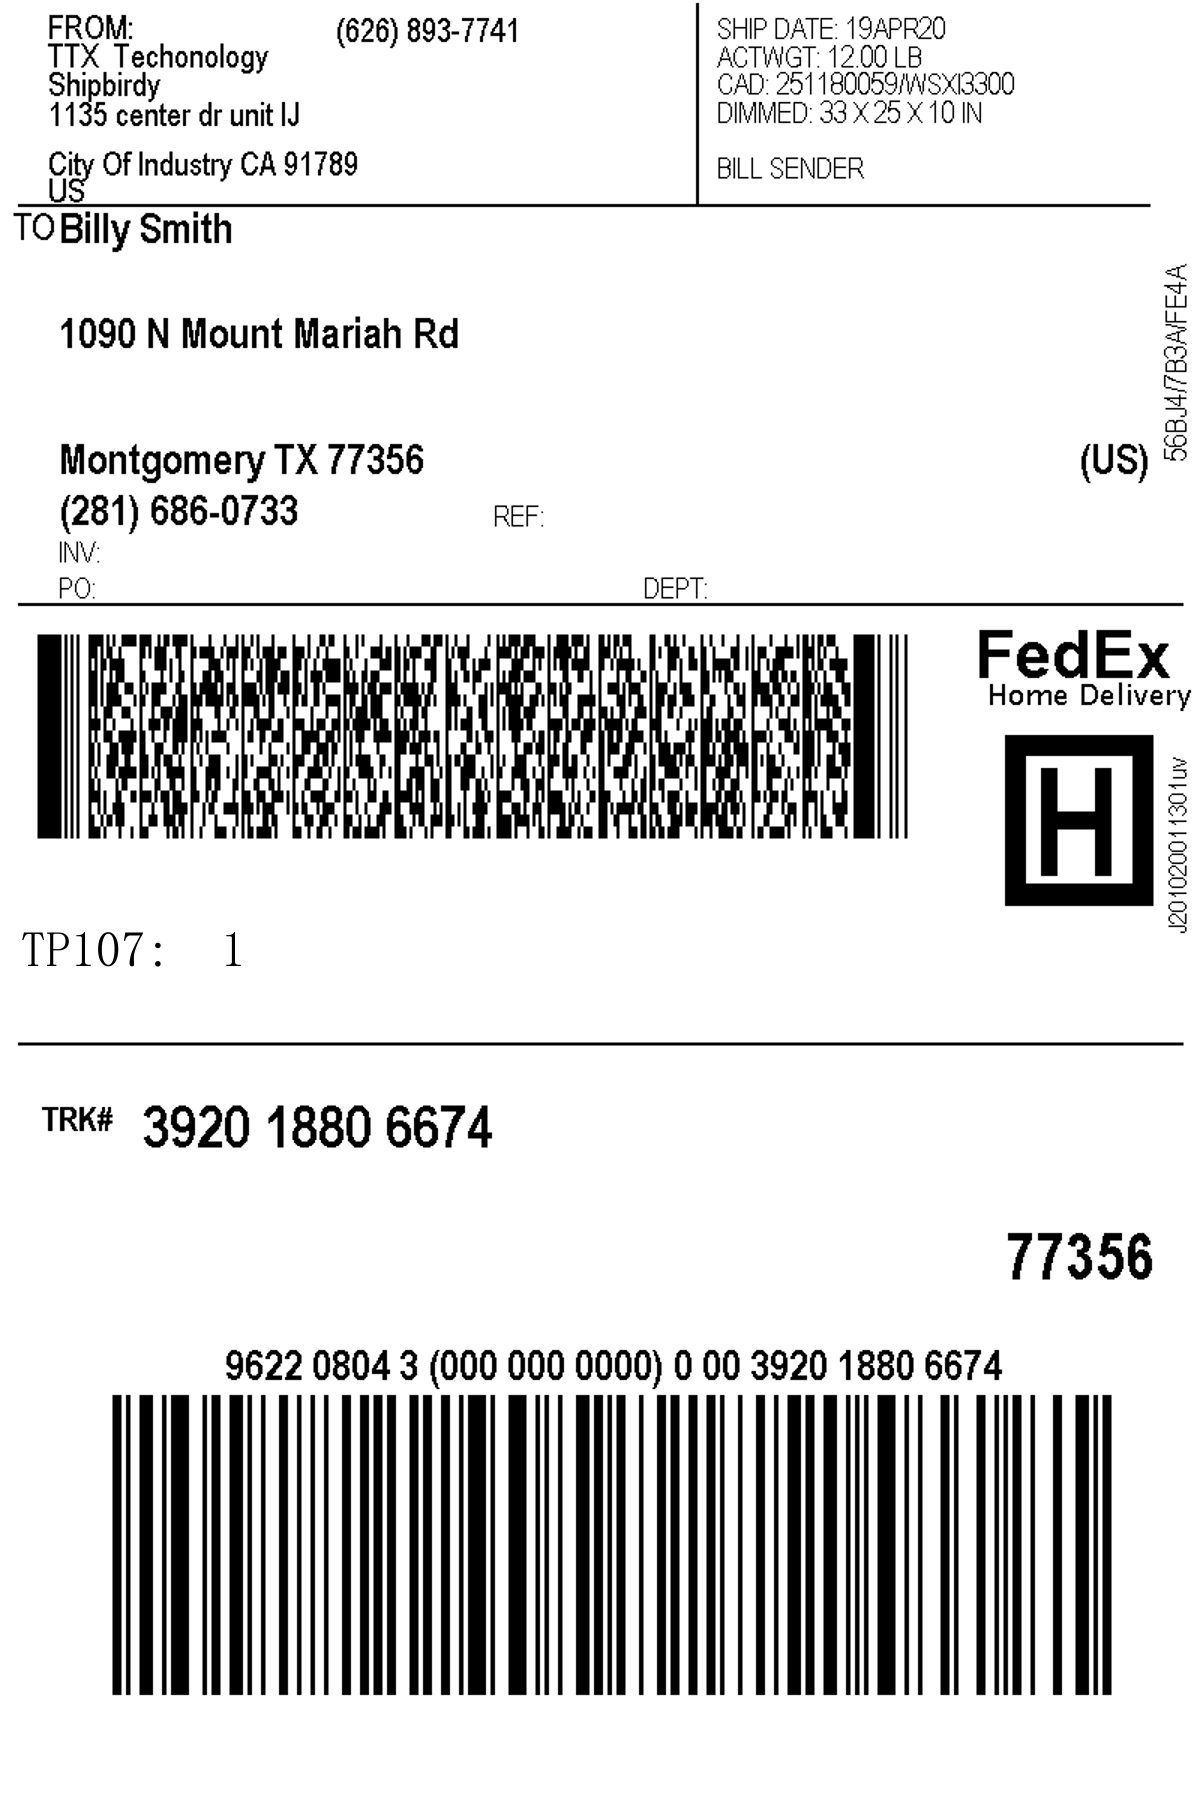 FROM: (626) 893-7741
TTX Techonology
Shipbirdy
1135 center dr unit IJ
City Of Industry CA 91789
US
SHIP DATE: 19APR20
ACTWGT: 12.00 LB
CAD: 251180059/WSXI3300
DIMMED: 33 X 25 X 10 IN
BILL SENDER
TO Billy Smith
1090 N Mount Mariah Rd
Montgomery TX 77356 (US)
(281) 686-0733 REF:
INV:
PO: DEPT:
56BJ4/7B3A/FE4A
FedEx
Home Delivery
H
J201020011301uv
TP107: 1
TRK# 3920 1880 6674
77356
9622 0804 3 (000 000 0000) 0 00 3920 1880 6674